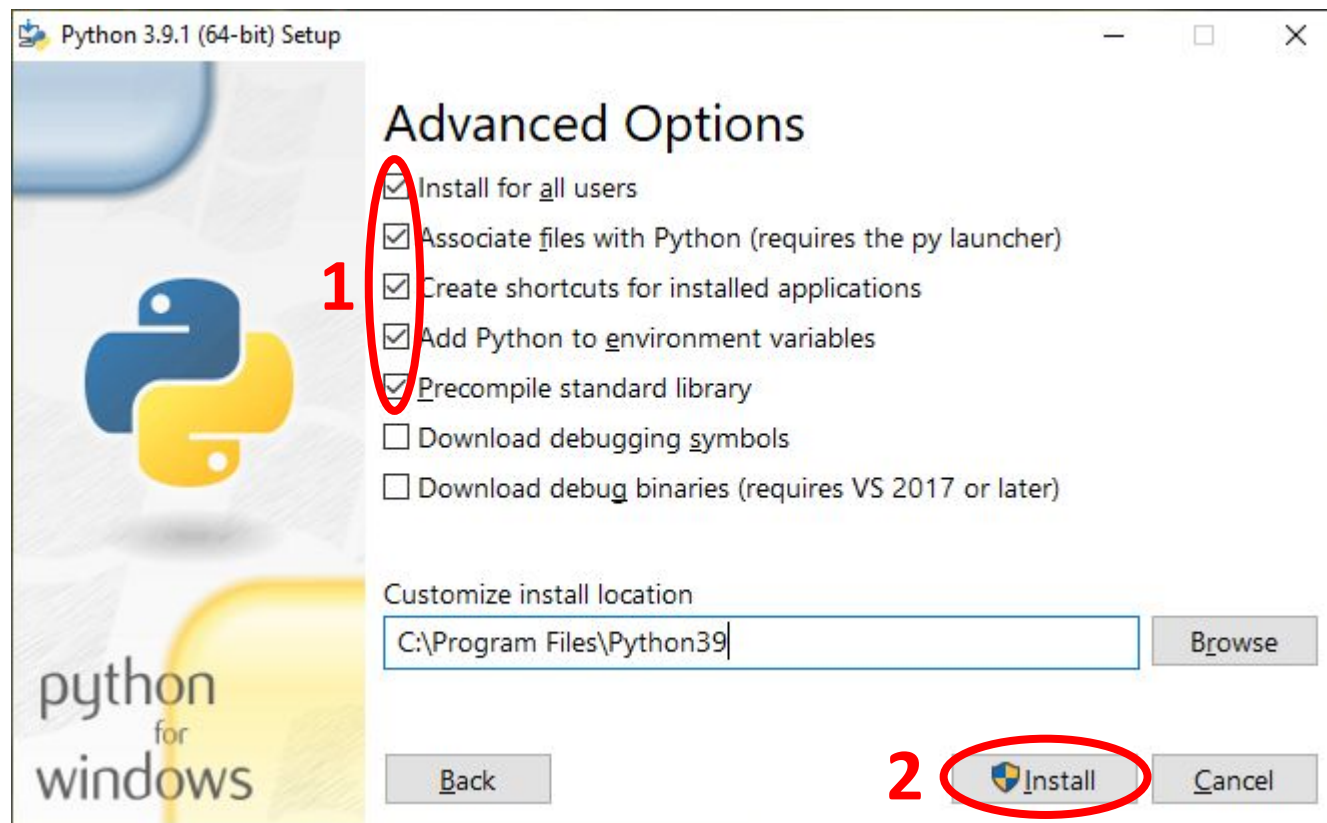 Python 3.9.1 (64-bit) Setup
Advanced Options
Install for all users
Associate files with Python (requires the py launcher)
1
Create shortcuts for installed applications
Add Python to environment variables
Precompile standard library
Download debugging symbols
Download debug binaries (requires VS 2017 or later)
Customize install location
C:\Program Files\Python39
Browse
python
for
windows
Back
2
Install
Cancel